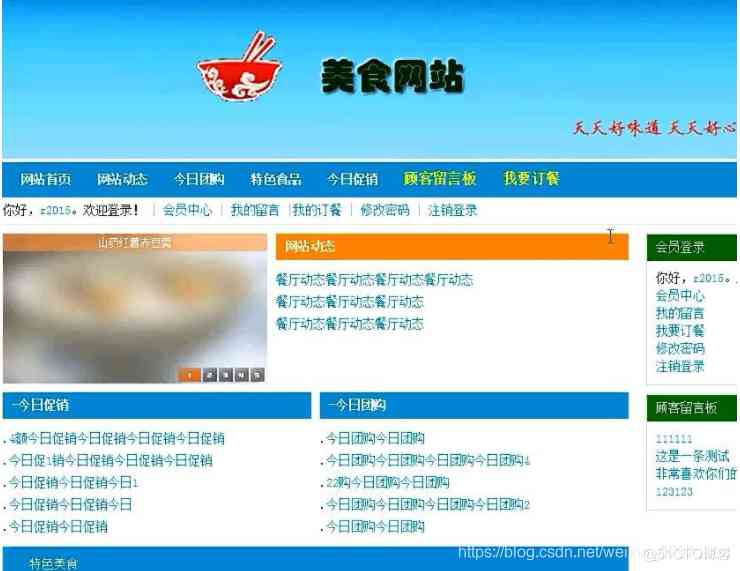 美食网站
天天好味道 天天好心
网站首页 网站动态 今日团购 特色食品 今日促销 顾客留言板 我要订餐
你好，z2015。欢迎登录！ | 会员中心 | 我的留言 |我的订餐 | 修改密码 | 注销登录
山药红薯赤豆羹
1 2 3 4 5
网站动态
餐厅动态餐厅动态餐厅动态餐厅动态
餐厅动态餐厅动态餐厅动态
餐厅动态餐厅动态餐厅动态
会员登录
你好，z2015。
会员中心
我的留言
我要订餐
修改密码
注销登录
-今日促销
.4额今日促销今日促销今日促销今日促销
.今日促1销今日促销今日促销今日促销
.今日促销今日促销今日1
.今日促销今日促销今日
.今日促销今日促销
-今日团购
.今日团购今日团购
.今日团购今日团购今日团购今日团购4
.22购今日团购今日团购
.今日团购今日团购今日团购今日团购2
.今日团购今日团购
顾客留言板
111111
这是一条测试
非常喜欢你们的
123123
特色美食
https://blog.csdn.net/wei